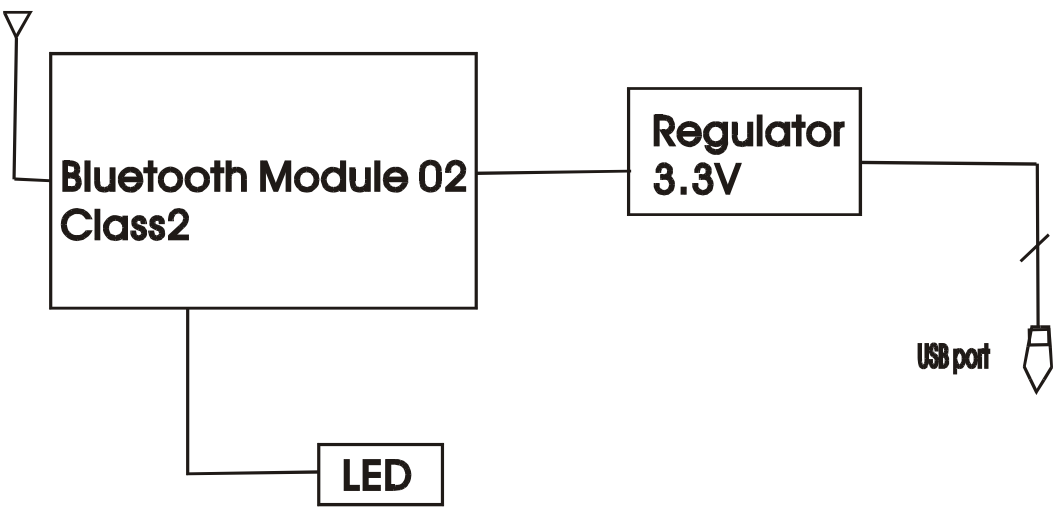 Bluetooth Module 02
Class2
Regulator
3.3V
USB port
LED